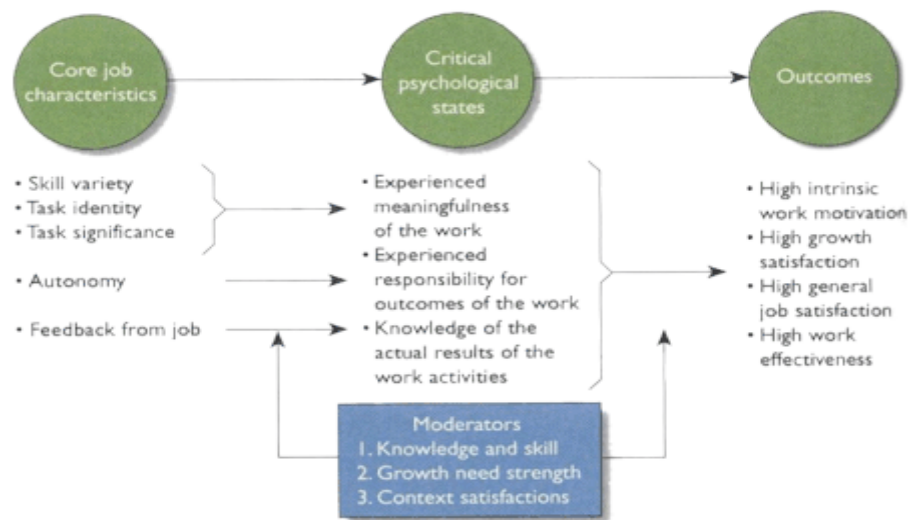 Core job
characteristics
Critical
psychological
states
Outcomes
• Skill variety
• Task identity
• Task significance
• Autonomy
• Feedback from job
• Experienced
meaningfulness
of the work
• Experienced
responsibility for
outcomes of the work
• Knowledge of the
actual results of the
work activities
• High intrinsic
work motivation
• High growth
satisfaction
• High general
job satisfaction
• High work
effectiveness
Moderators
1. Knowledge and skill
2. Growth need strength
3. Context satisfactions